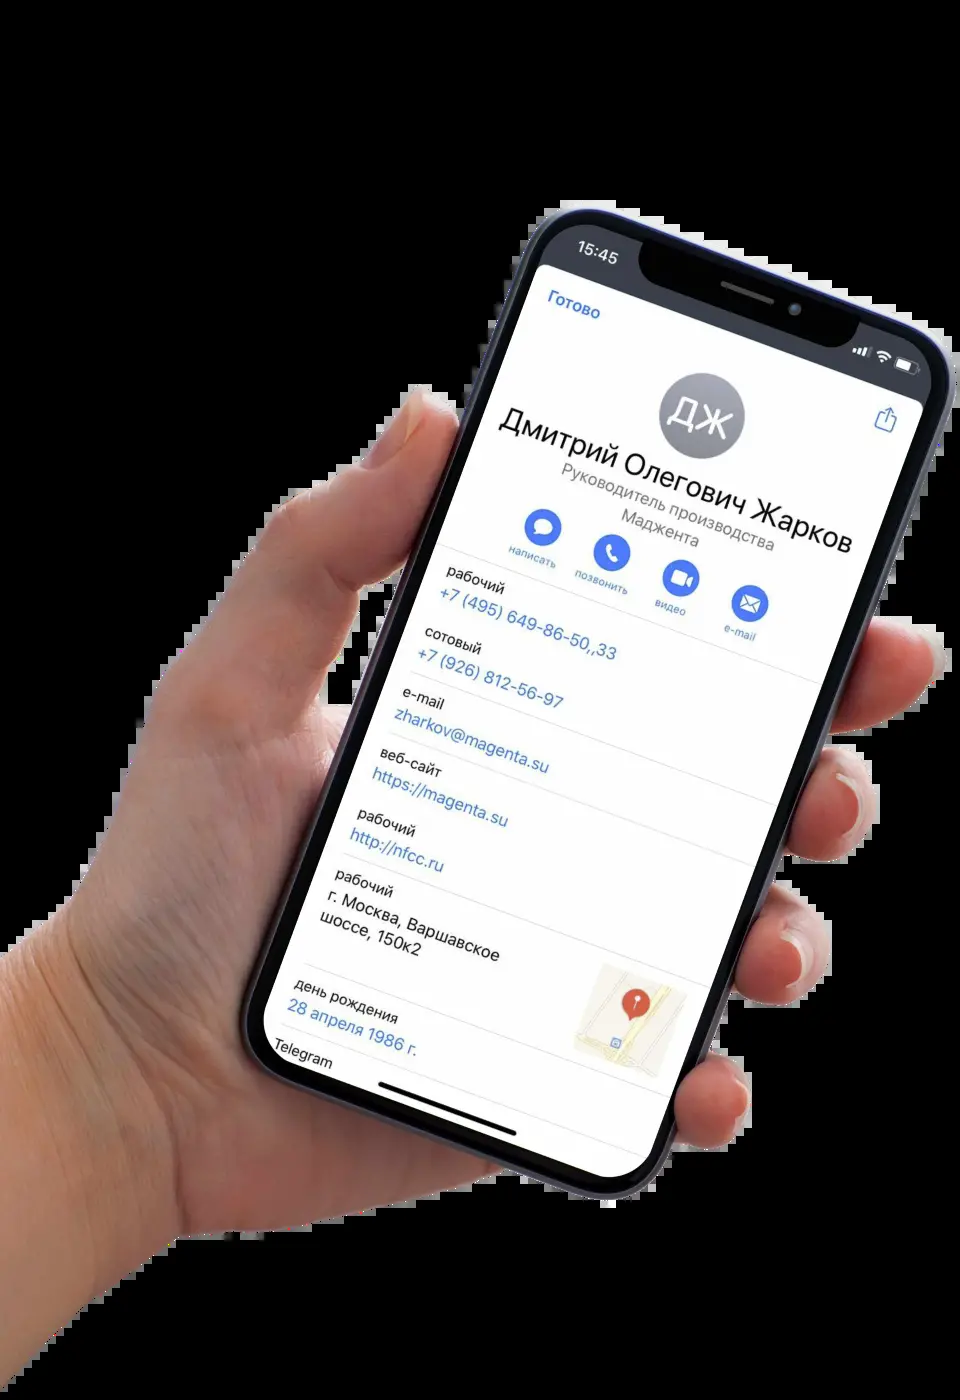 15:45
Готово
ДЖ
Дмитрий Олегович Жарков
Руководитель производства
Маджента
написать
позвонить
видео
e-mail
рабочий
+7 (495) 649-86-50,,33
сотовый
+7 (926) 812-56-97
e-mail
zharkov@magenta.su
веб-сайт
https://magenta.su
рабочий
http://nfcc.ru
рабочий
г. Москва, Варшавское
шоссе, 150к2
день рождения
28 апреля 1986 г.
Telegram